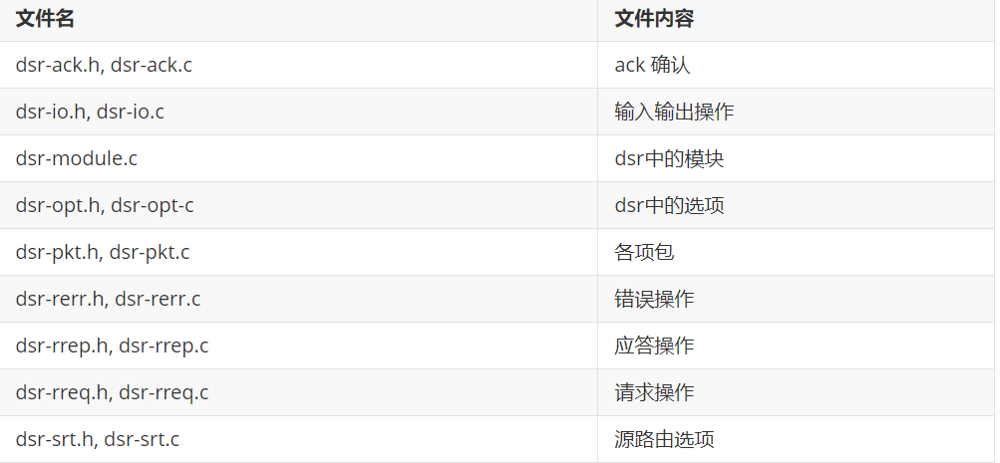 文件名 文件内容
dsr-ack.h, dsr-ack.c ack 确认
dsr-io.h, dsr-io.c 输入输出操作
dsr-module.c dsr中的模块
dsr-opt.h, dsr-opt-c dsr中的选项
dsr-pkt.h, dsr-pkt.c 各项包
dsr-rerr.h, dsr-rerr.c 错误操作
dsr-rrep.h, dsr-rrep.c 应答操作
dsr-rreq.h, dsr-rreq.c 请求操作
dsr-srt.h, dsr-srt.c 源路由选项